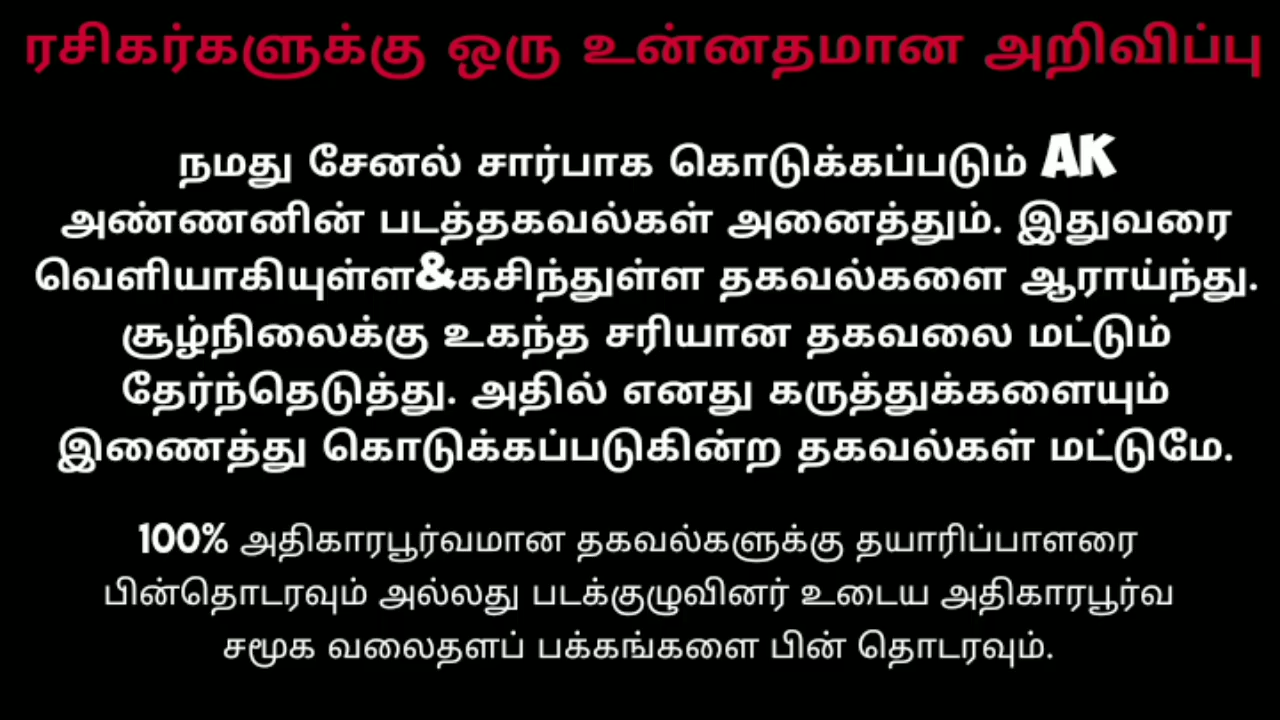 ரசிகர்களுக்கு ஒரு உன்னதமான அறிவிப்பு
நமது சேனல் சார்பாக கொடுக்கப்படும் AK
அண்ணனின் படத்தகவல்கள் அனைத்தும். இதுவரை
வெளியாகியுள்ள&கசிந்துள்ள தகவல்களை ஆராய்ந்து.
சூழ்நிலைக்கு உகந்த சரியான தகவலை மட்டும்
தேர்ந்தெடுத்து. அதில் எனது கருத்துக்களையும்
இணைத்து கொடுக்கப்படுகின்ற தகவல்கள் மட்டுமே.
100% அதிகாரபூர்வமான தகவல்களுக்கு தயாரிப்பாளரை
பின்தொடரவும் அல்லது படக்குழுவினர் உடைய அதிகாரபூர்வ
சமூக வலைதளப் பக்கங்களை பின் தொடரவும்.